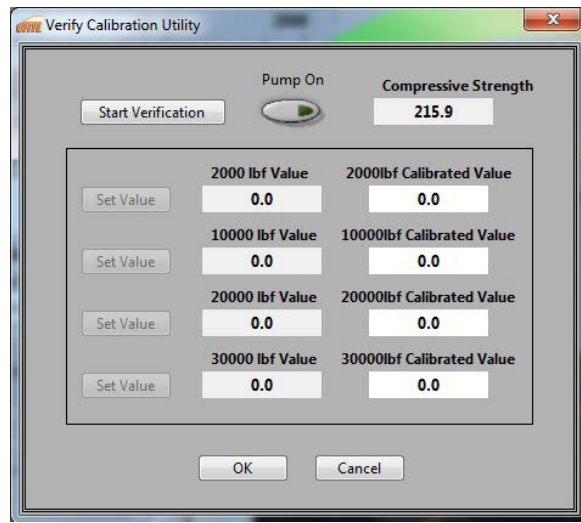 Verify Calibration Utility
Pump On
Compressive Strength
Start Verification
215.9
2000 lbf Value
2000lbf Calibrated Value
Set Value
0.0
0.0
10000 lbf Value
10000lbf Calibrated Value
Set Value
0.0
0.0
20000 lbf Value
20000lbf Calibrated Value
Set Value
0.0
0.0
30000 lbf Value
30000lbf Calibrated Value
Set Value
0.0
0.0
OK
Cancel